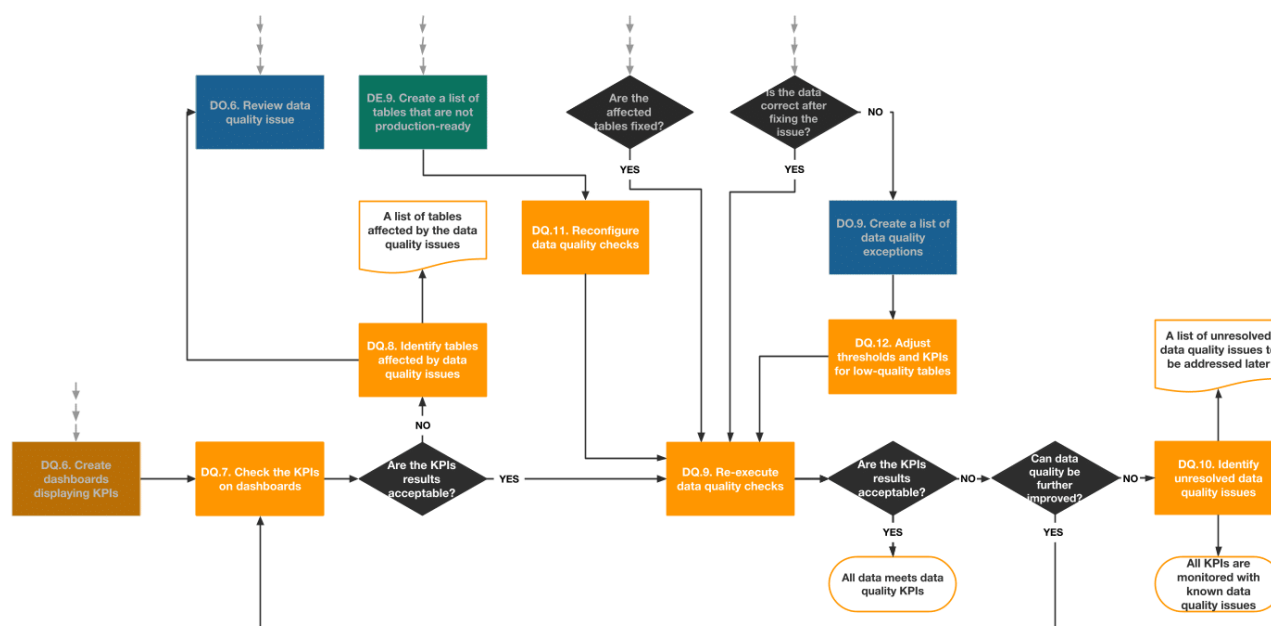 DO.6. Review data
quality issue
DE.9. Create a list of
tables that are not
production-ready
Are the
affected
tables fixed?
Is the data
correct after
fixing the
issue?
NO
YES
YES
A list of tables
affected by the data
quality issues
DQ.11. Reconfigure
data quality checks
DO.9. Create a list of
data quality
exceptions
DQ.8. Identify tables
affected by data
quality issues
DQ.12. Adjust
thresholds and KPIs
for low-quality tables
A list of unresolved
data quality issues to
be addressed later
NO
DQ.6. Create
dashboards
displaying KPIs
DQ.7. Check the KPIs
on dashboards
Are the KPIs
results
acceptable?
YES
DQ.9. Re-execute
data quality checks
Are the KPIs
results
acceptable?
NO
Can data
quality be
further
improved?
NO
DQ.10. Identify
unresolved data
quality issues
YES
YES
All data meets data
quality KPIs
All KPIs are
monitored with
known data
quality issues